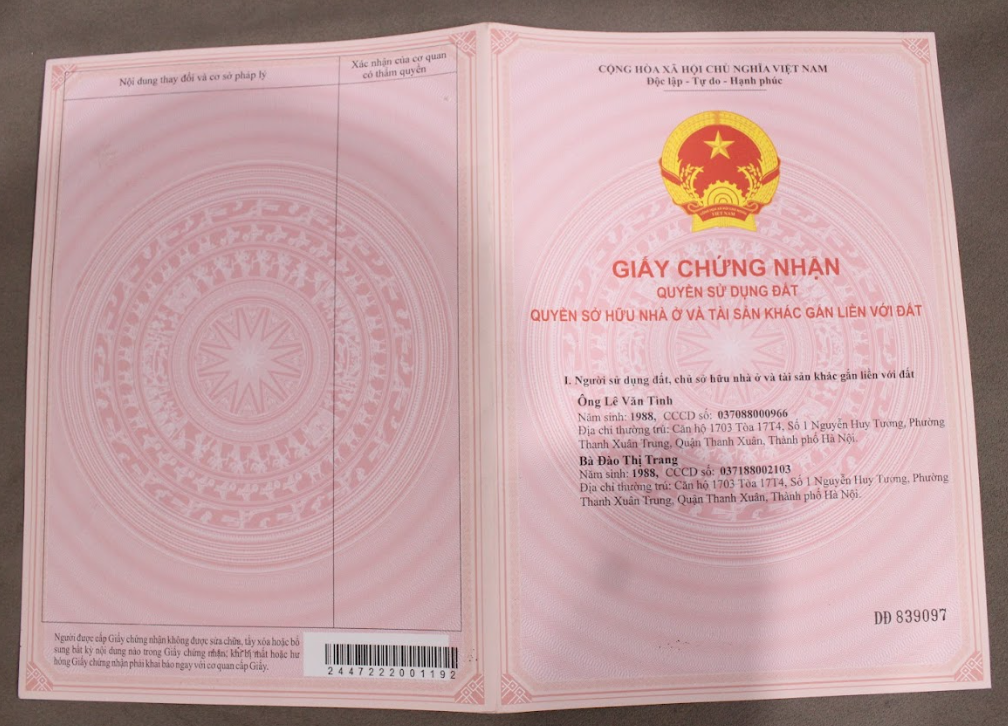 Nội dung thay đổi và cơ sở pháp lý
Xác nhận của cơ quan
có thẩm quyền
Người được cấp Giấy chứng nhận không được sửa chữa, tẩy xóa hoặc bổ
sung bất kỳ nội dung nào trong Giấy chứng nhận; khi bị mất hoặc hư
hỏng Giấy chứng nhận phải khai báo ngay với cơ quan cấp Giấy.
2447222001192
CỘNG HÒA XÃ HỘI CHỦ NGHĨA VIỆT NAM
Độc lập - Tự do - Hạnh phúc
VIỆT NAM
GIẤY CHỨNG NHẬN
QUYỀN SỬ DỤNG ĐẤT
QUYỀN SỞ HỮU NHÀ Ở VÀ TÀI SẢN KHÁC GẮN LIỀN VỚI ĐẤT
I. Người sử dụng đất, chủ sở hữu nhà ở và tài sản khác gắn liền với đất
Ông Lê Văn Tình
Năm sinh: 1988, CCCD số: 037088000966
Địa chỉ thường trú: Căn hộ 1703 Tòa 17T4, Số 1 Nguyễn Huy Tưởng, Phường
Thanh Xuân Trung, Quận Thanh Xuân, Thành phố Hà Nội.
Bà Đào Thị Trang
Năm sinh: 1988, CCCD số: 037188002103
Địa chỉ thường trú: Căn hộ 1703 Tòa 17T4, Số 1 Nguyễn Huy Tưởng, Phường
Thanh Xuân Trung, Quận Thanh Xuân, Thành phố Hà Nội.
DĐ 839097